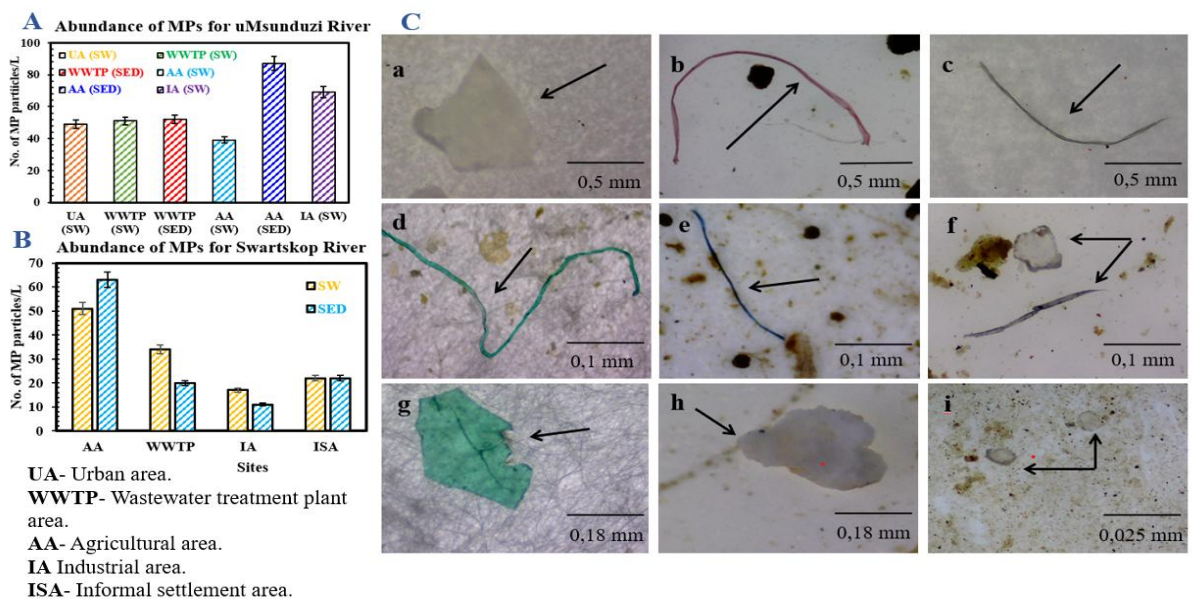 A
Abundance of MPs for uMsunduzi River
No. of MP partiicles/L
100
80
60
40
20
0
UA (SW)
WWTP (SW)
WWTP (SED)
AA (SW)
AA (SED)
IA (SW)
UA (SW)
WWTP (SW)
WWTP (SED)
AA (SW)
AA (SED)
IA (SW)
B
Abundance of MPs for Swartskop River
No. of MP particles/L
70
60
50
40
30
20
10
0
SW
SED
AA
WWTP
IA
ISA
Sites
UA- Urban area.
WWTP- Wastewater treatment plant
area.
AA- Agricultural area.
IA Industrial area.
ISA- Informal settlement area.
C
a
0,5 mm
b
0,5 mm
c
0,5 mm
d
0,1 mm
e
0,1 mm
f
0,1 mm
g
0,18 mm
h
0,18 mm
i
0,025 mm